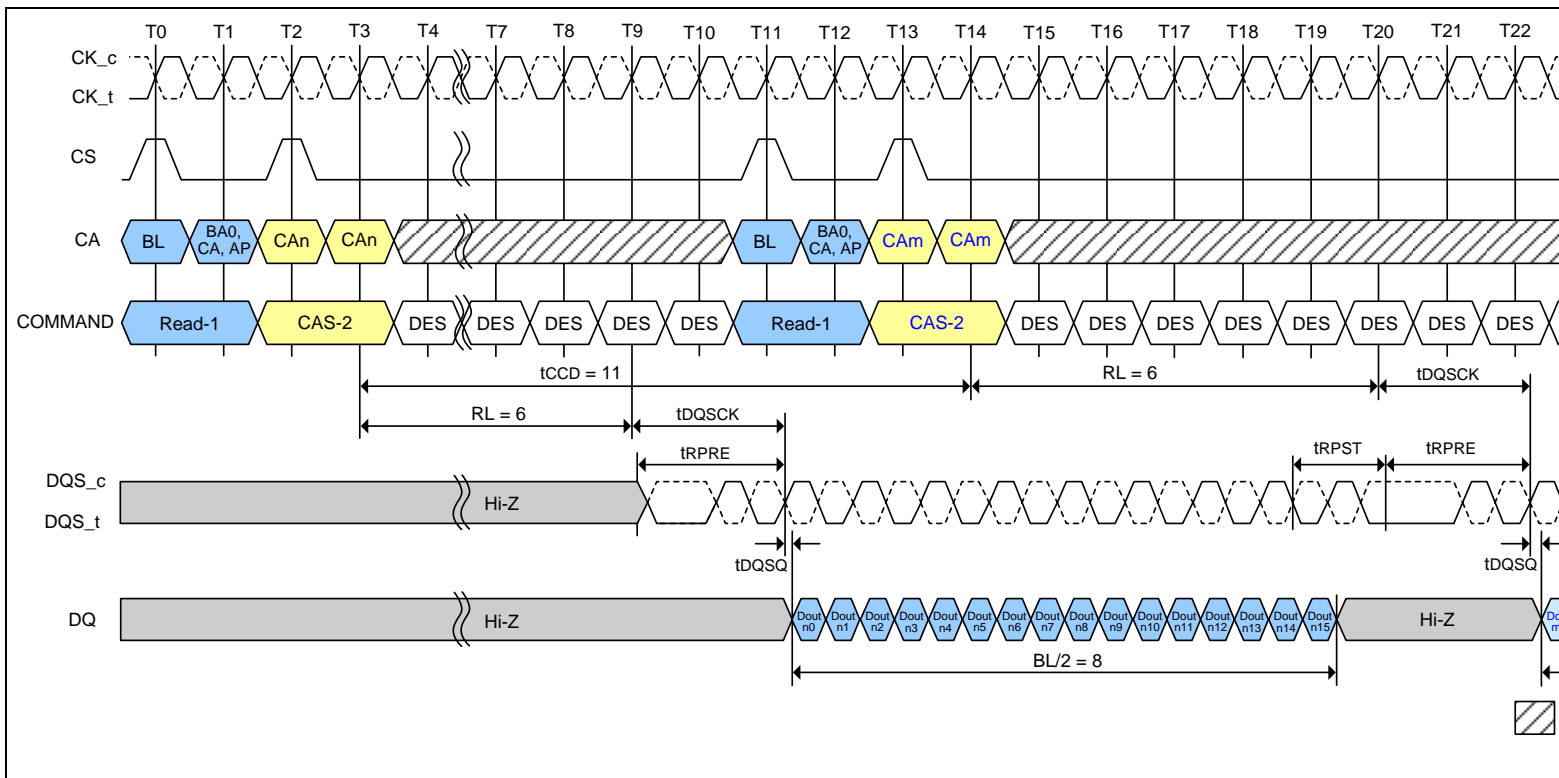 T0 T1 T2 T3 T4 T7 T8 T9 T10 T11 T12 T13 T14 T15 T16 T17 T18 T19 T20 T21 T22
CK_c
CK_t
CS
CA BL BA0, CA, AP CAn CAn BL BA0, CA, AP CAm CAm
COMMAND Read-1 CAS-2 DES DES DES DES DES Read-1 CAS-2 DES DES DES DES DES DES DES DES
tCCD = 11 RL = 6 tDQSCK
RL = 6 tDQSCK
tRPRE tRPST tRPRE
DQS_c
Hi-Z
DQS_t
tDQSQ tDQSQ
DQ Hi-Z Dout n0 Dout n1 Dout n2 Dout n3 Dout n4 Dout n5 Dout n6 Dout n7 Dout n8 Dout n9 Dout n10 Dout n11 Dout n12 Dout n13 Dout n14 Dout n15 Hi-Z
BL/2 = 8